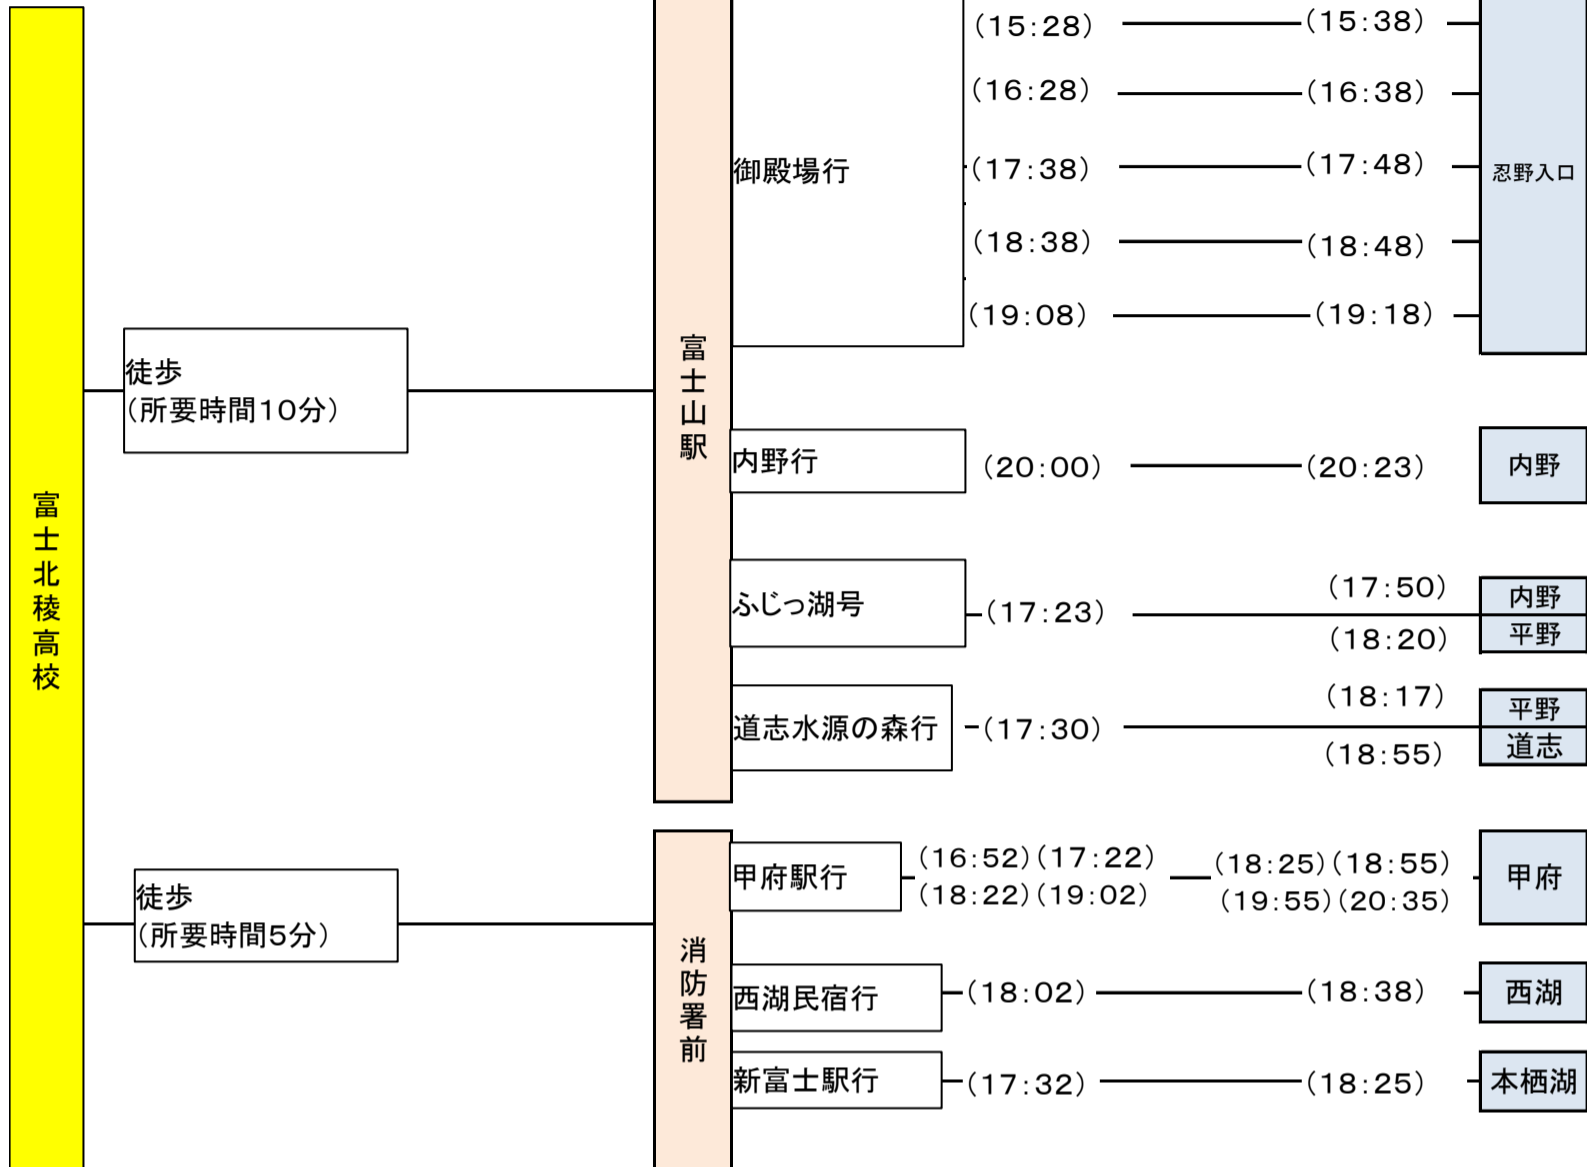 富士北稜高校
徒歩
(所要時間10分)
富士山駅
御殿場行
(15:28) (15:38)
(16:28) (16:38)
(17:38) (17:48)
(18:38) (18:48)
(19:08) (19:18)
忍野入口
内野行
(20:00) (20:23)
内野
ふじっ湖号
(17:23)
(17:50)
内野
(18:20)
平野
道志水源の森行
(17:30)
(18:17)
平野
(18:55)
道志
徒歩
(所要時間5分)
消防署前
甲府駅行
(16:52)(17:22) (18:25)(18:55)
(18:22)(19:02) (19:55)(20:35)
甲府
西湖民宿行
(18:02) (18:38)
西湖
新富士駅行
(17:32) (18:25)
本栖湖